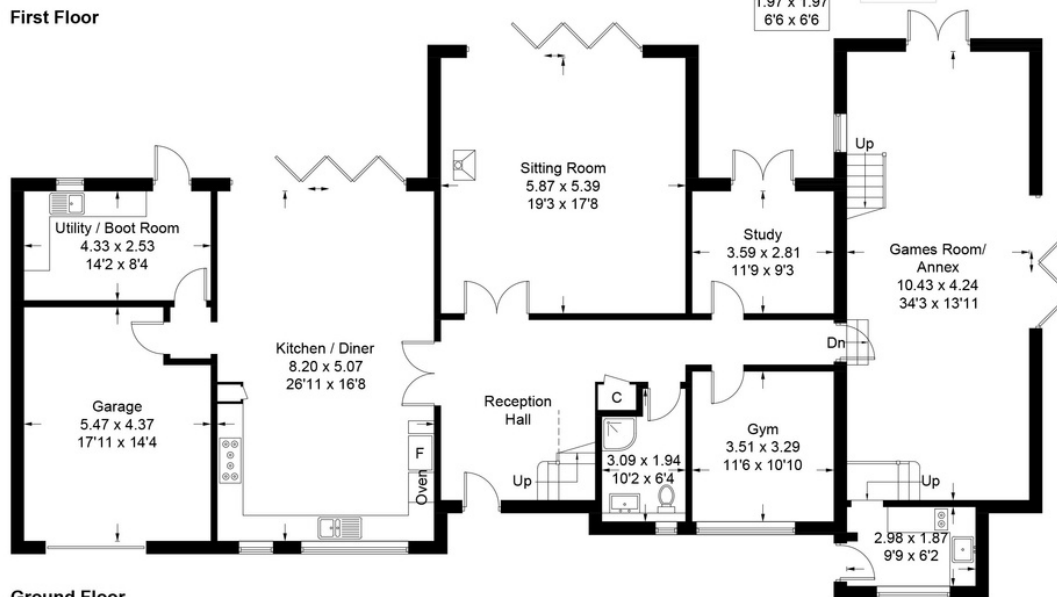 First Floor
1.97 x 1.97
6'6 x 6'6
Sitting Room
5.87 x 5.39
19'3 x 17'8
Up
Utility / Boot Room
4.33 x 2.53
14'2 x 8'4
Study
3.59 x 2.81
11'9 x 9'3
Games Room/
Annex
10.43 x 4.24
34'3 x 13'11
Dn
Kitchen / Diner
8.20 x 5.07
26'11 x 16'8
Garage
5.47 x 4.37
17'11 x 14'4
Reception
Hall
C
Gym
3.51 x 3.29
11'6 x 10'10
F
Oven
3.09 x 1.94
10'2 x 6'4
Up
Up
2.98 x 1.87
9'9 x 6'2
Ground Floor